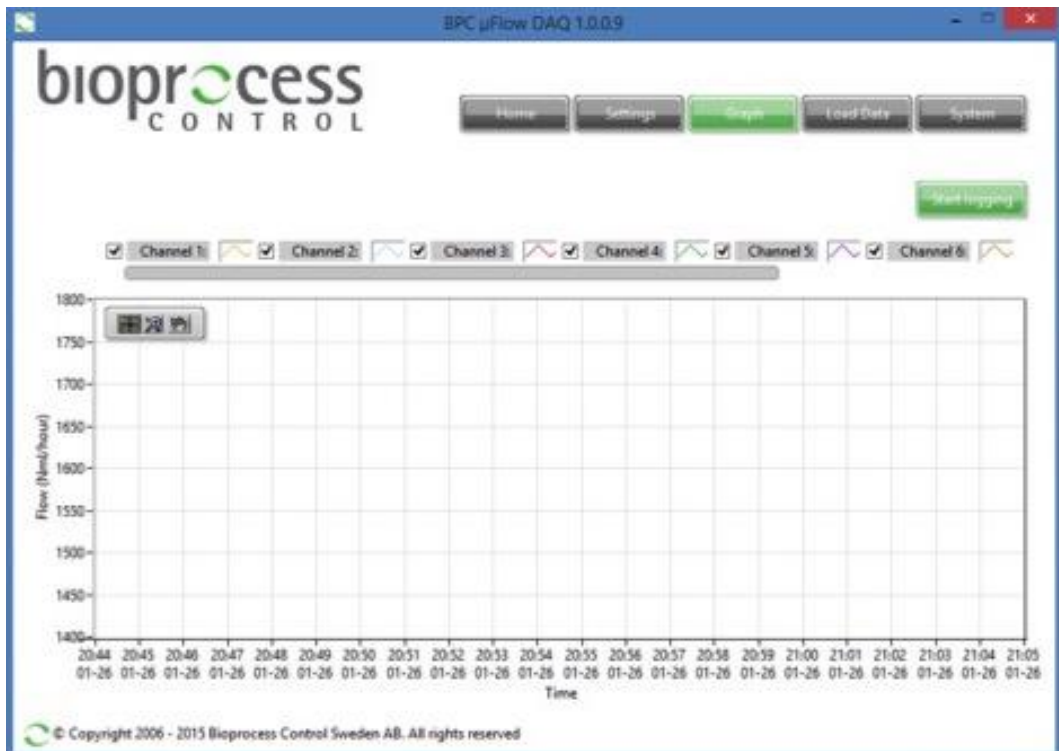 BPC µFlow DAQ 1.0.0.9
bioprocess
CONTROL
Home Settings Graph Load Data System
Start logging
Channel 1: Channel 2: Channel 3: Channel 4: Channel 5: Channel 6:
1800
1750
1700
1650
1600
1550
1500
1450
1400
Flow (Nml/hour)
20:44 20:45 20:46 20:47 20:48 20:49 20:50 20:51 20:52 20:53 20:54 20:55 20:56 20:57 20:58 20:59 21:00 21:01 21:02 21:03 21:04 21:05
01-26 01-26 01-26 01-26 01-26 01-26 01-26 01-26 01-26 01-26 01-26 01-26 01-26 01-26 01-26 01-26 01-26 01-26 01-26 01-26 01-26 01-26
Time
© Copyright 2006 - 2015 Bioprocess Control Sweden AB. All rights reserved